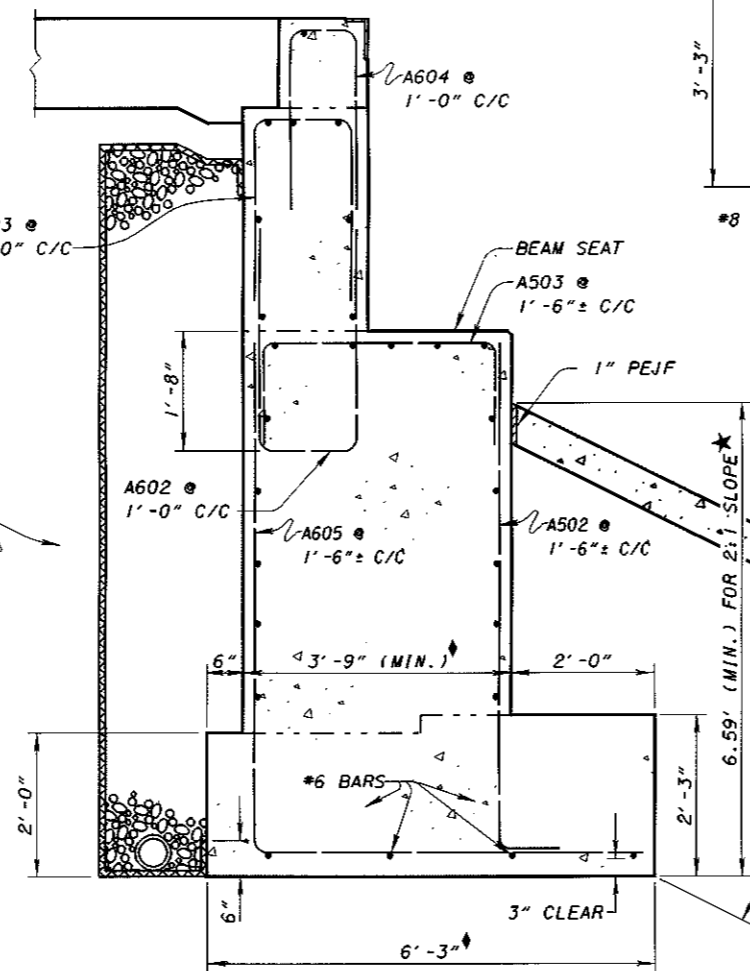 A604 @
1'-0" C/C
3'-3"
3 @
0" C/C
#8
BEAM SEAT
A503 @
1'-6"± C/C
1'-8"
1" PEJF
A602 @
1'-0" C/C
A605 @
1'-6"± C/C
A502 @
1'-6"± C/C
6.59' (MIN.) FOR 2:1 SLOPE★
6"
3'-9" (MIN.)♦
2'-0"
2'-0"
#6 BARS
2'-3"
6"
3" CLEAR
6'-3"♦